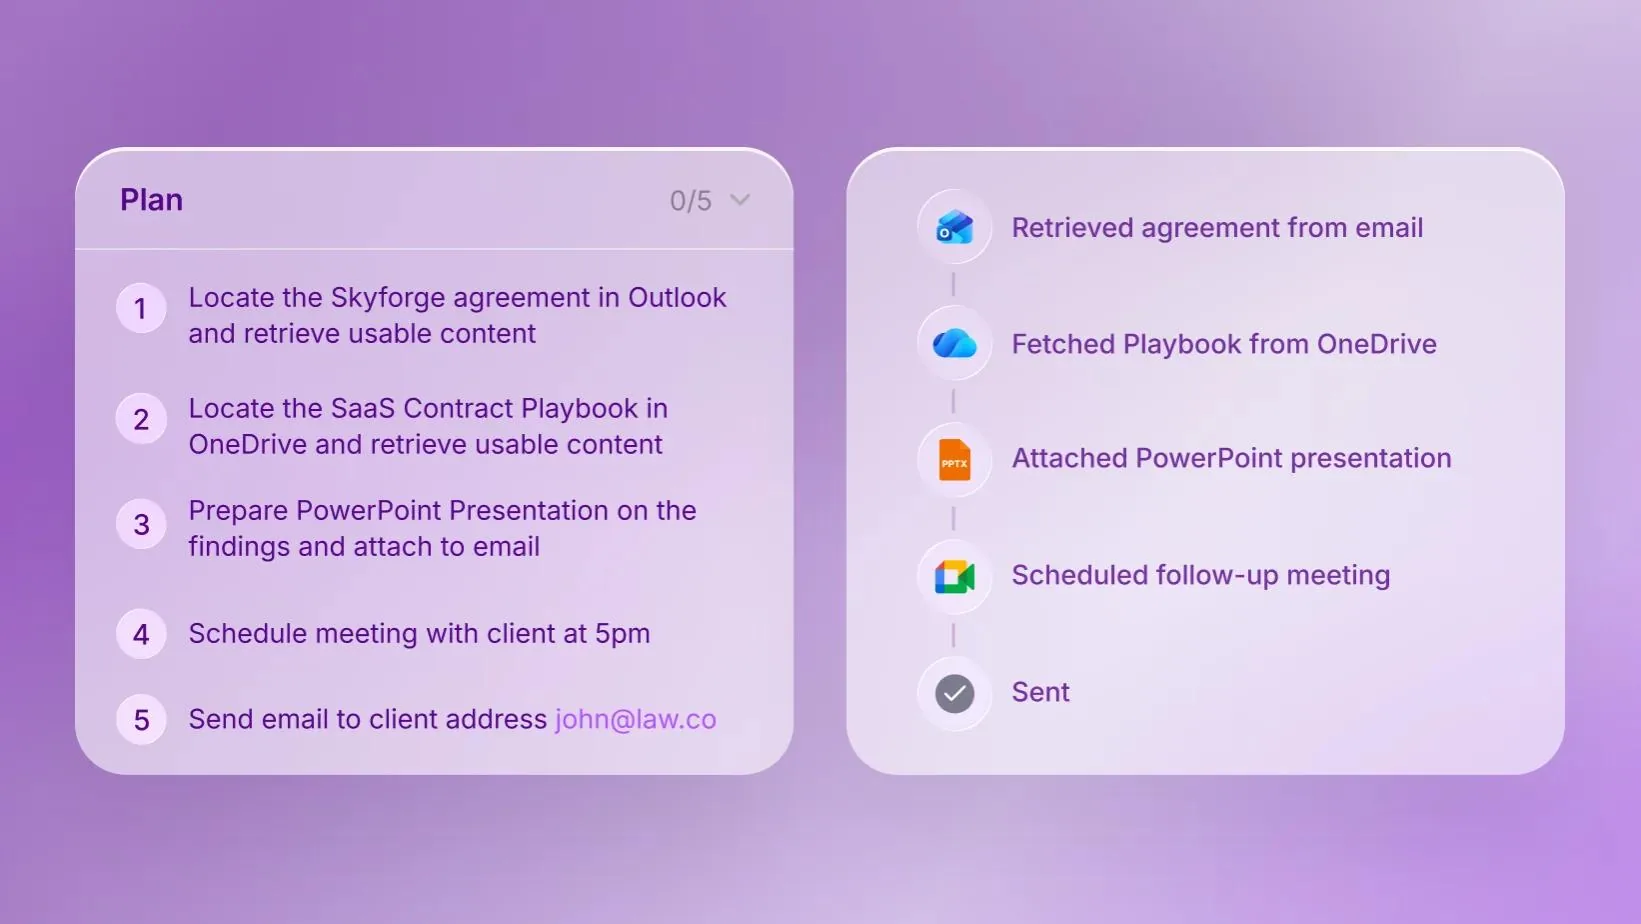 Plan
0/5
1
Locate the Skyforge agreement in Outlook
and retrieve usable content
2
Locate the SaaS Contract Playbook in
OneDrive and retrieve usable content
3
Prepare PowerPoint Presentation on the
findings and attach to email
4
Schedule meeting with client at 5pm
5
Send email to client address john@law.co
O
Retrieved agreement from email
Fetched Playbook from OneDrive
PPTX
Attached PowerPoint presentation
Scheduled follow-up meeting
Sent